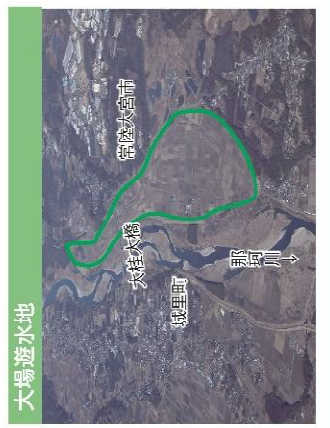 大場遊水地
常陸大宮市
大桂大橋
城里町
那珂川
↓